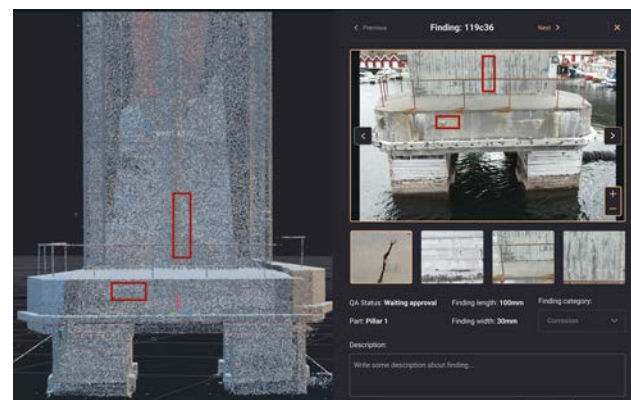 Previous
Finding: 119c36
Next
QA Status: Waiting approval
Finding length: 100mm
Finding category:
Part: Pillar 1
Finding width: 30mm
Corrosion
Description:
Write some description about finding...